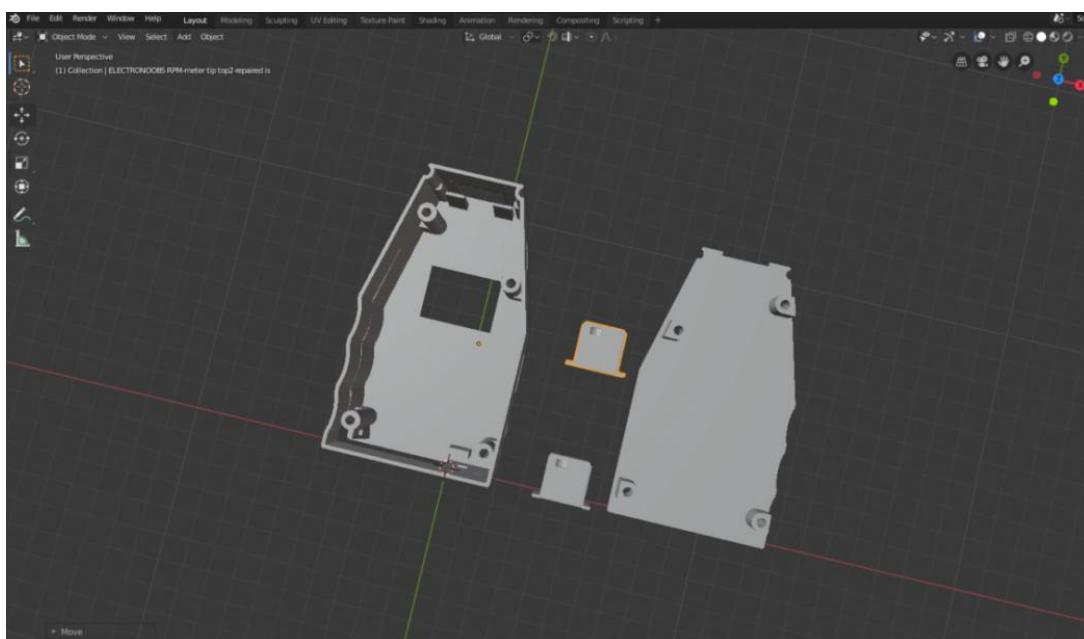 File Edit Render Window Help Layout Modeling Sculpting UV Editing Texture Paint Shading Animation Rendering Compositing Scripting +
Object Mode View Select Add Object Global
User Perspective
(1) Collection | ELECTRONOOBS RPM-meter tip top2-repaired is
Move